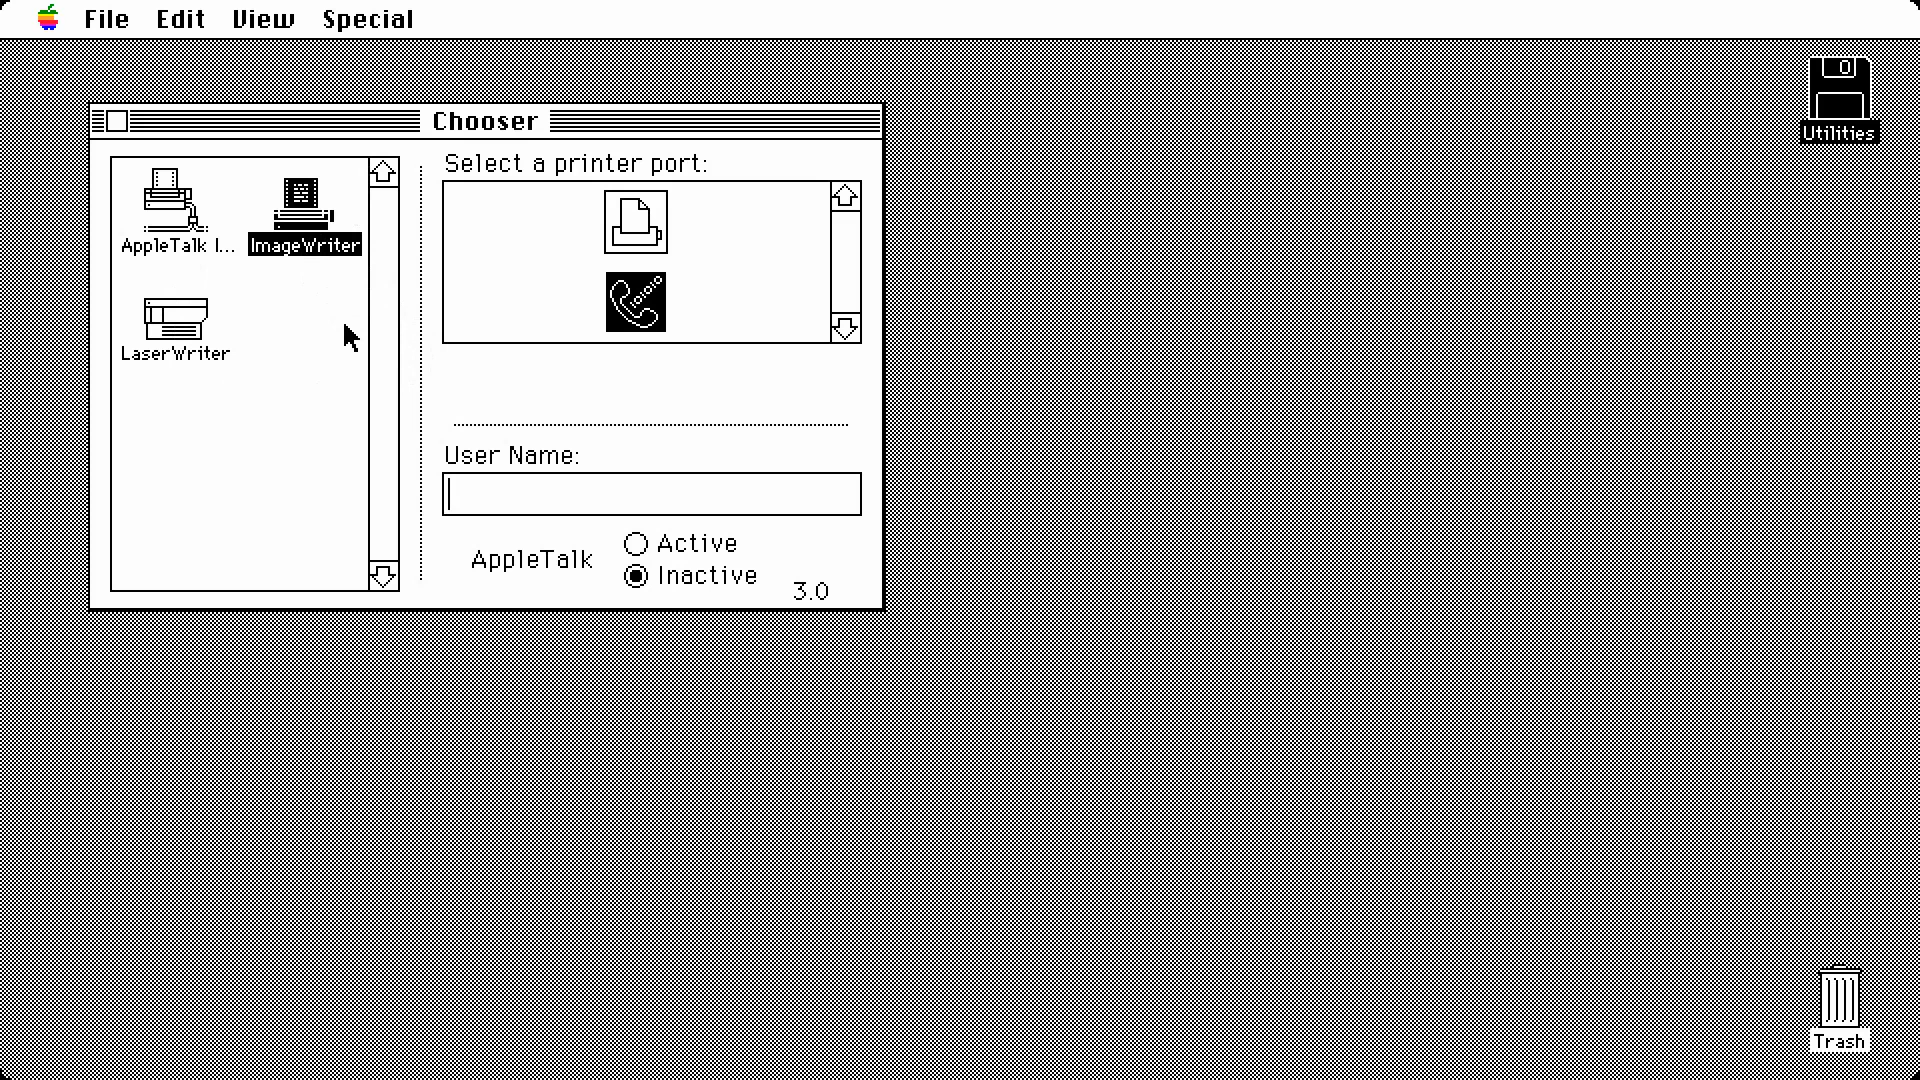 File Edit View Special
Utilities
Chooser
Select a printer port:
AppleTalk I...
ImageWriter
LaserWriter
User Name:
AppleTalk
Active
Inactive
3.0
Trash